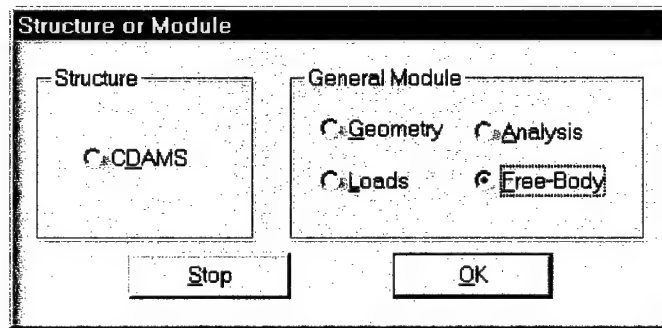 Structure or Module
Structure
General Module
CDAMS
Geometry
Analysis
Loads
Free-Body
Stop
OK